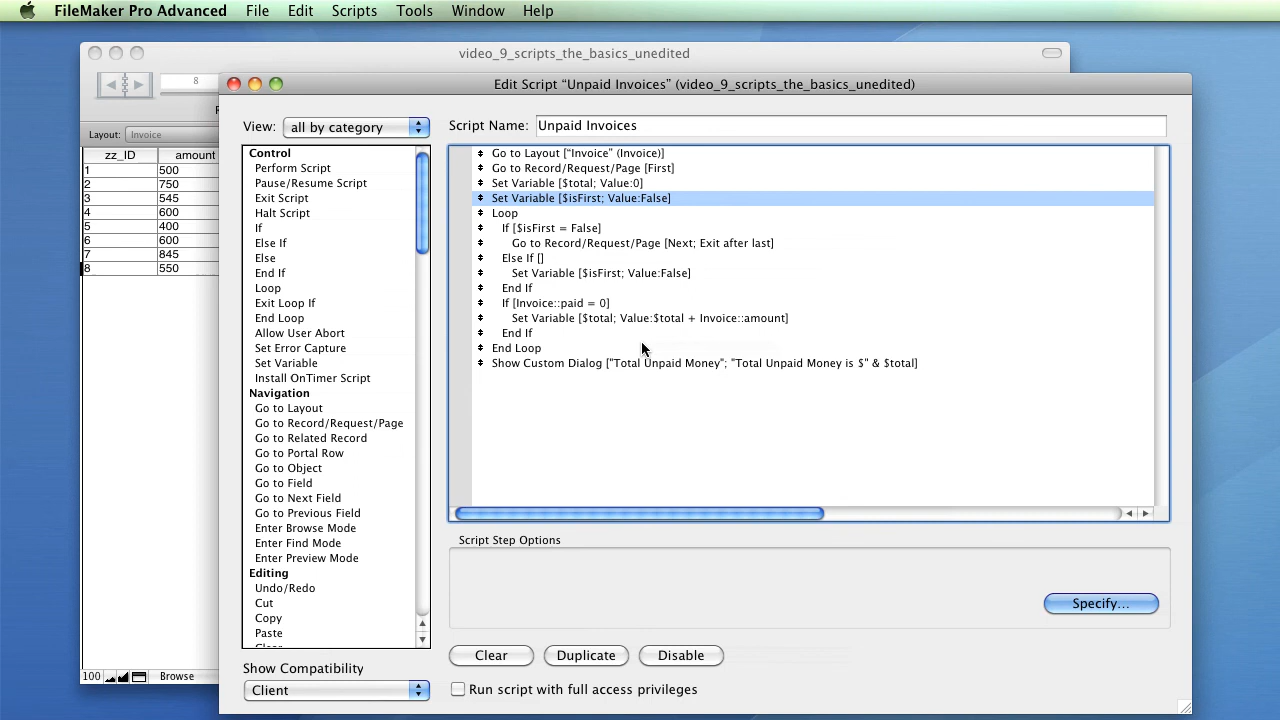 FileMaker Pro Advanced File Edit Scripts Tools Window Help
video_9_scripts_the_basics_unedited
8
Layout: Invoice
zz_ID amount
1 500
2 750
3 545
4 600
5 400
6 600
7 845
8 550
100 Browse
Edit Script “Unpaid Invoices” (video_9_scripts_the_basics_unedited)
View: all by category
Control
Perform Script
Pause/Resume Script
Exit Script
Halt Script
If
Else If
Else
End If
Loop
Exit Loop If
End Loop
Allow User Abort
Set Error Capture
Set Variable
Install OnTimer Script
Navigation
Go to Layout
Go to Record/Request/Page
Go to Related Record
Go to Portal Row
Go to Object
Go to Field
Go to Next Field
Go to Previous Field
Enter Browse Mode
Enter Find Mode
Enter Preview Mode
Editing
Undo/Redo
Cut
Copy
Paste
Show Compatibility
Client
Script Name: Unpaid Invoices
Go to Layout [“Invoice” (Invoice)]
Go to Record/Request/Page [First]
Set Variable [$total; Value:0]
Set Variable [$isFirst; Value:False]
Loop
If [$isFirst = False]
Go to Record/Request/Page [Next; Exit after last]
Else If []
Set Variable [$isFirst; Value:False]
End If
If [Invoice::paid = 0]
Set Variable [$total; Value:$total + Invoice::amount]
End If
End Loop
Show Custom Dialog ["Total Unpaid Money"; "Total Unpaid Money is $" & $total]
Script Step Options
Specify...
Clear Duplicate Disable
Run script with full access privileges